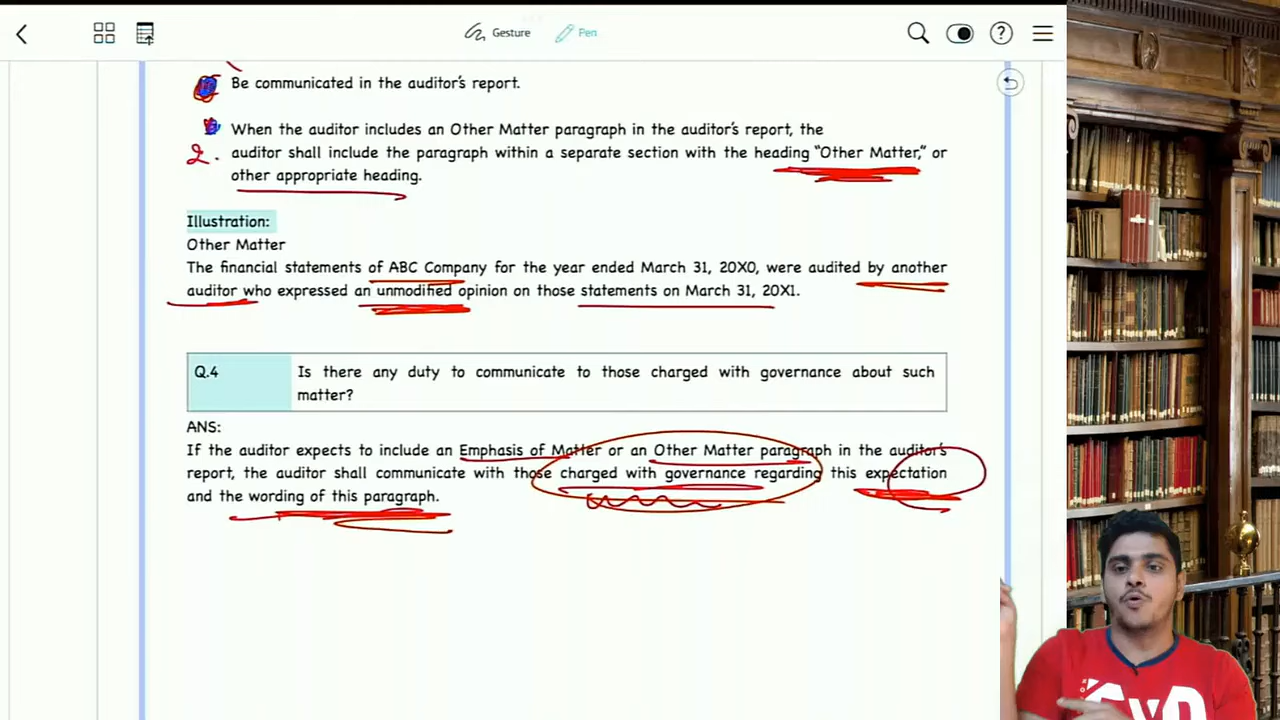 Gesture
Pen
Be communicated in the auditor's report.
When the auditor includes an Other Matter paragraph in the auditor's report, the
2. auditor shall include the paragraph within a separate section with the heading “Other Matter,” or
other appropriate heading.
Illustration:
Other Matter
The financial statements of ABC Company for the year ended March 31, 20X0, were audited by another
auditor who expressed an unmodified opinion on those statements on March 31, 20X1.
Q.4 Is there any duty to communicate to those charged with governance about such
matter?
ANS:
If the auditor expects to include an Emphasis of Matter or an Other Matter paragraph in the auditor's
report, the auditor shall communicate with those charged with governance regarding this expectation
and the wording of this paragraph.